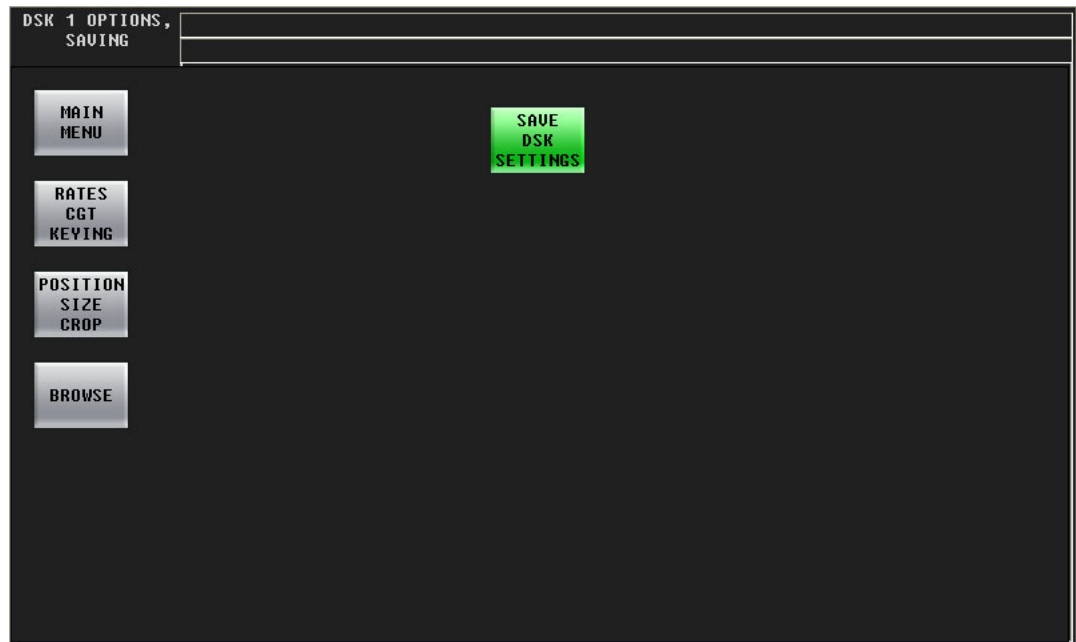 DSK 1 OPTIONS,
SAVING
MAIN
MENU
SAVE
DSK
SETTINGS
RATES
CGT
KEYING
POSITION
SIZE
CROP
BROWSE